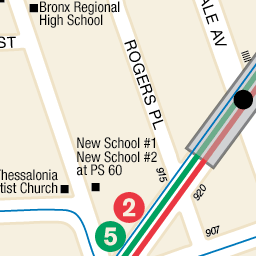 Bronx Regional
High School
ALE AV
ST
ROGERS PL
New School #1
New School #2
at PS 60
915
Thessalonia
tist Church
920
2
5
907